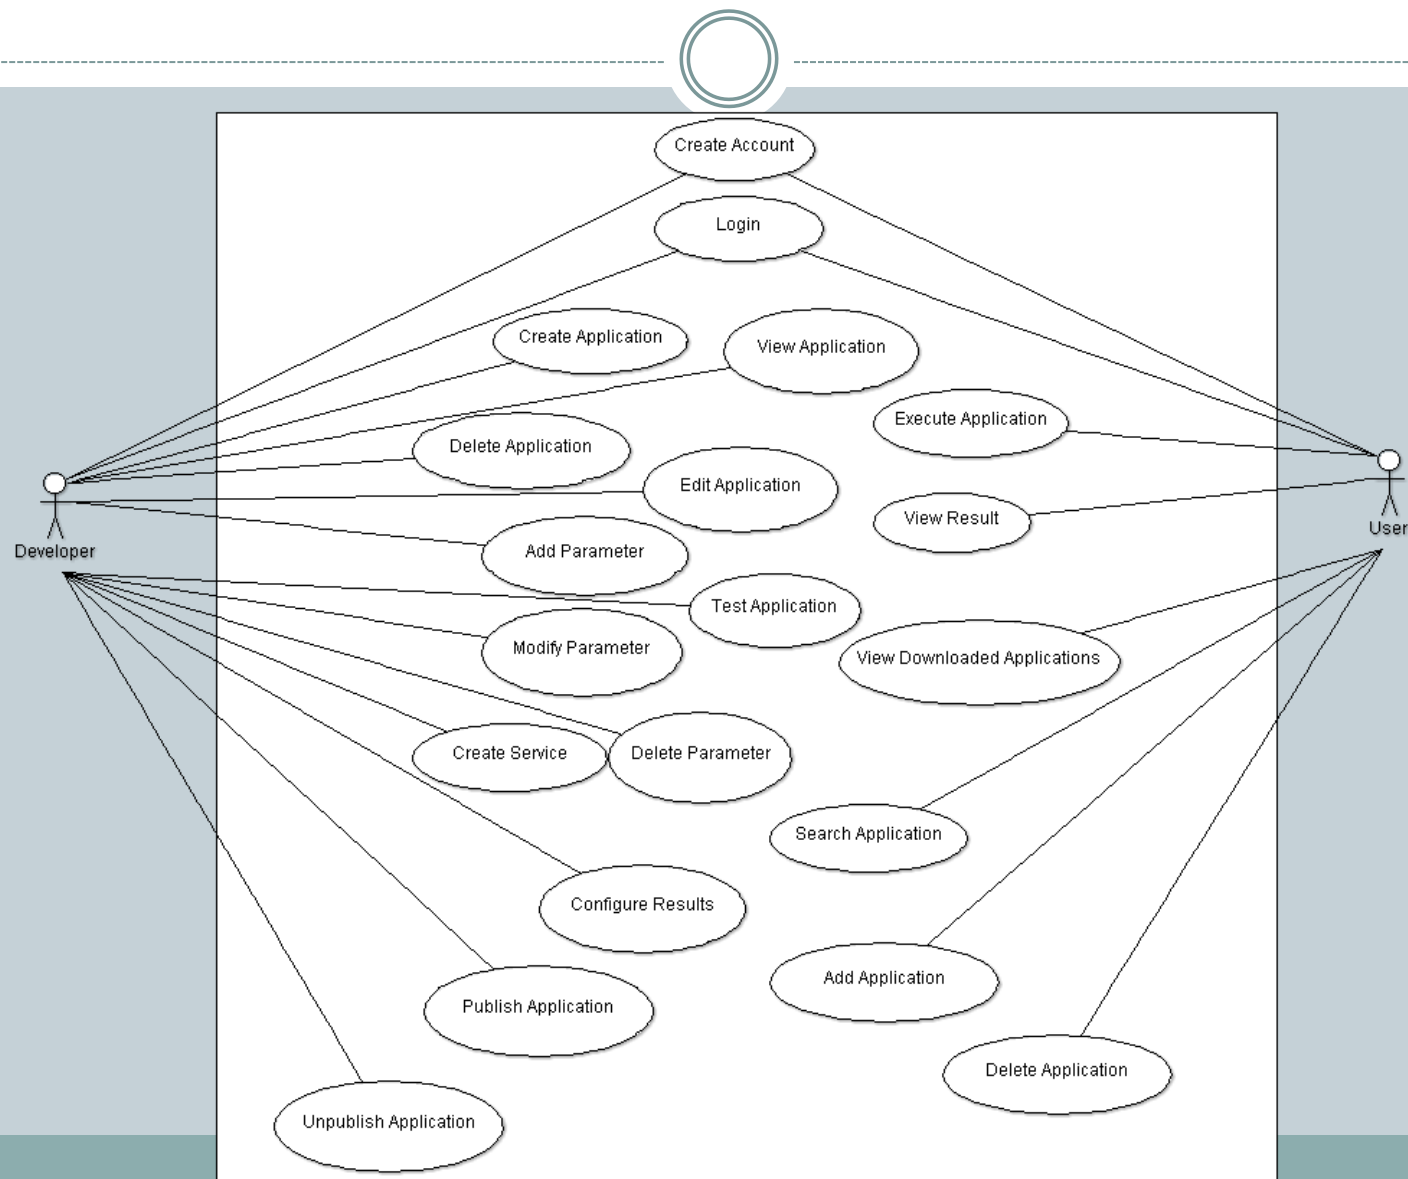 Create Account
Login
Create Application
View Application
Execute Application
Delete Application
Edit Application
View Result
Developer
User
Add Parameter
Test Application
Modify Parameter
View Downloaded Applications
Create Service
Delete Parameter
Search Application
Configure Results
Add Application
Publish Application
Delete Application
Unpublish Application